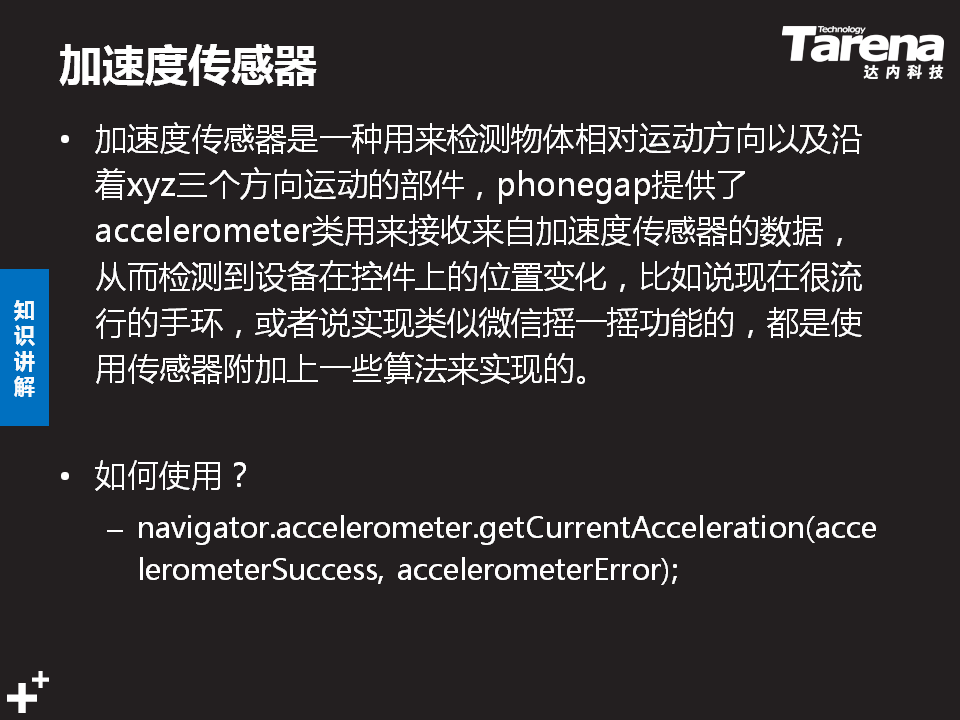 加速度传感器
Technology
Tarena
达内科技
• 加速度传感器是一种用来检测物体相对运动方向以及沿
着xyz三个方向运动的部件，phonegap提供了
accelerometer类用来接收来自加速度传感器的数据，
从而检测到设备在控件上的位置变化，比如说现在很流
行的手环，或者说实现类似微信摇一摇功能的，都是使
用传感器附加上一些算法来实现的。
知
识
讲
解
• 如何使用？
– navigator.accelerometer.getCurrentAcceleration(acce
lerometerSuccess, accelerometerError);